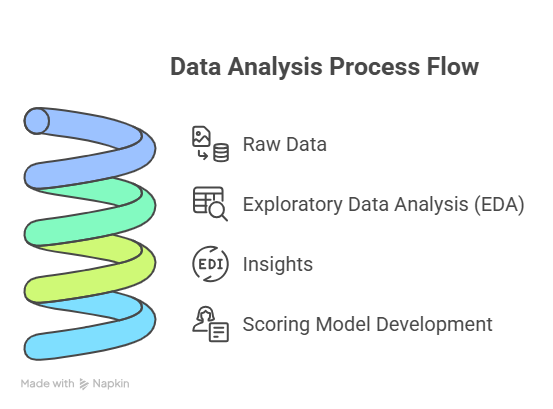 Data Analysis Process Flow
Raw Data
Exploratory Data Analysis (EDA)
EDI
Insights
Scoring Model Development
Made with Napkin